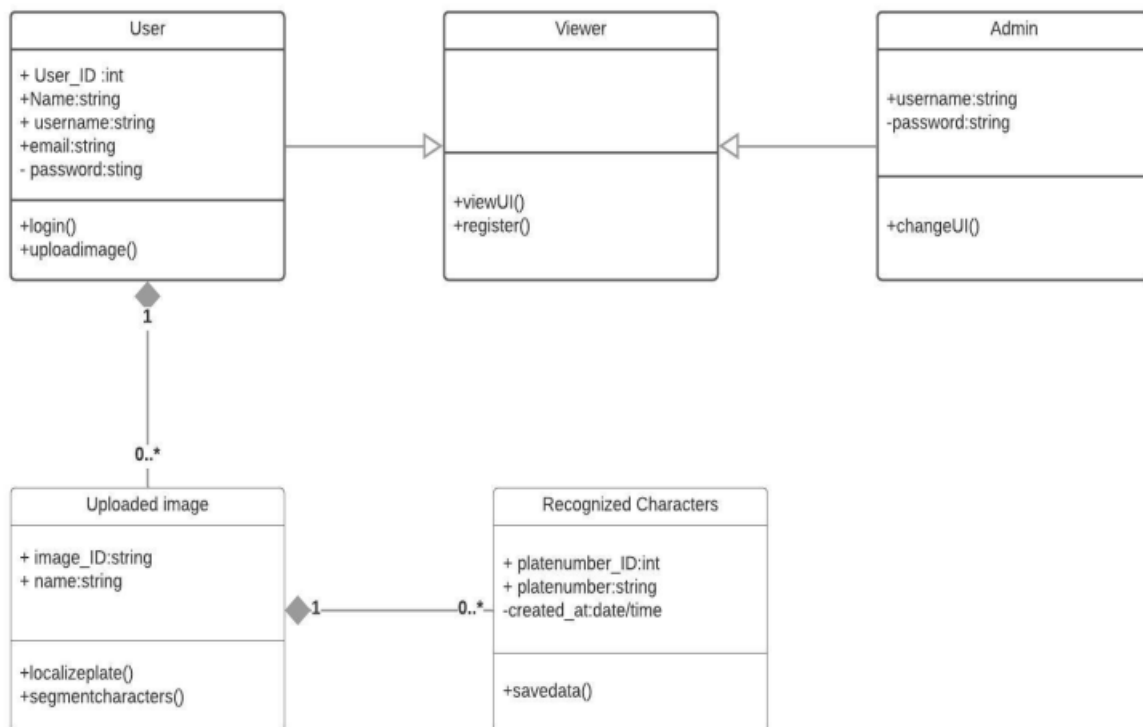 User
+ User_ID :int
+Name:string
+ username:string
+email:string
- password:sting
+login()
+uploadimage()
Viewer
+viewUI()
+register()
Admin
+username:string
-password:string
+changeUI()
1
0..*
Uploaded image
+ image_ID:string
+ name:string
+localizeplate()
+segmentcharacters()
1
0..*
Recognized Characters
+ platenumber_ID:int
+ platenumber:string
-created_at:date/time
+savedata()